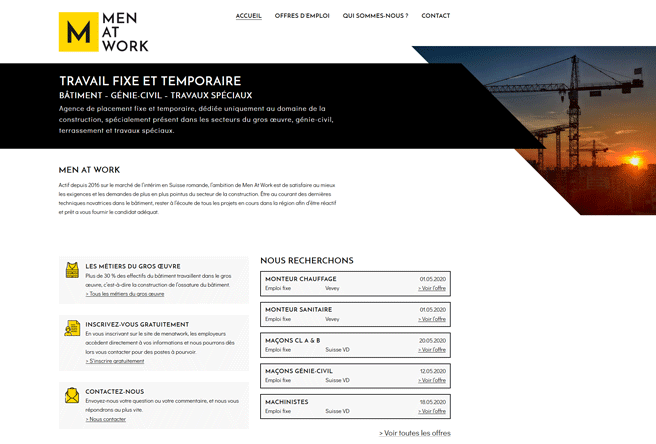 M
MEN
AT
WORK
ACCUEIL OFFRES D'EMPLOI QUI SOMMES-NOUS ? CONTACT
TRAVAIL FIXE ET TEMPORAIRE
BÂTIMENT - GÉNIE-CIVIL - TRAVAUX SPÉCIAUX
Agence de placement fixe et temporaire, dédiée uniquement au domaine de la
construction, spécialement présent dans les secteurs du gros œuvre, génie-civil,
terrassement et travaux spéciaux.
MEN AT WORK
Actif depuis 2016 sur le marché de l'intérim en Suisse romande, l'ambition de Men At Work est de satisfaire au mieux
les exigences et les demandes de plus en plus pointus du secteur de la construction. Être au courant des dernières
techniques novatrices dans le bâtiment, rester à l'écoute de tous les projets en cours dans la région afin d'être réactif
et prêt a vous fournir le candidat adéquat.
LES MÉTIERS DU GROS ŒUVRE
Plus de 30 % des effectifs du bâtiment travaillent dans le gros
œuvre, c'est-à-dire la construction de l'ossature du bâtiment.
> Tous les métiers du gros œuvre
INSCRIVEZ-VOUS GRATUITEMENT
En vous inscrivant sur le site de menatwork, les employeurs
accèdent directement à vos informations et nous pourrons dès
lors vous contacter pour des postes à pourvoir.
> S'inscrire gratuitement
CONTACTEZ-NOUS
Envoyez-nous votre question ou votre commentaire, et nous vous
répondrons au plus vite.
> Nous contacter
NOUS RECHERCHONS
MONTEUR CHAUFFAGE 01.05.2020
Emploi fixe Vevey > Voir l'offre
MONTEUR SANITAIRE 01.05.2020
Emploi fixe Vevey > Voir l'offre
MAÇONS CL A & B 20.05.2020
Emploi fixe Suisse VD > Voir l'offre
MAÇONS GÉNIE-CIVIL 12.05.2020
Emploi fixe Suisse VD > Voir l'offre
MACHINISTES 18.05.2020
Emploi fixe Suisse VD > Voir l'offre
> Voir toutes les offres